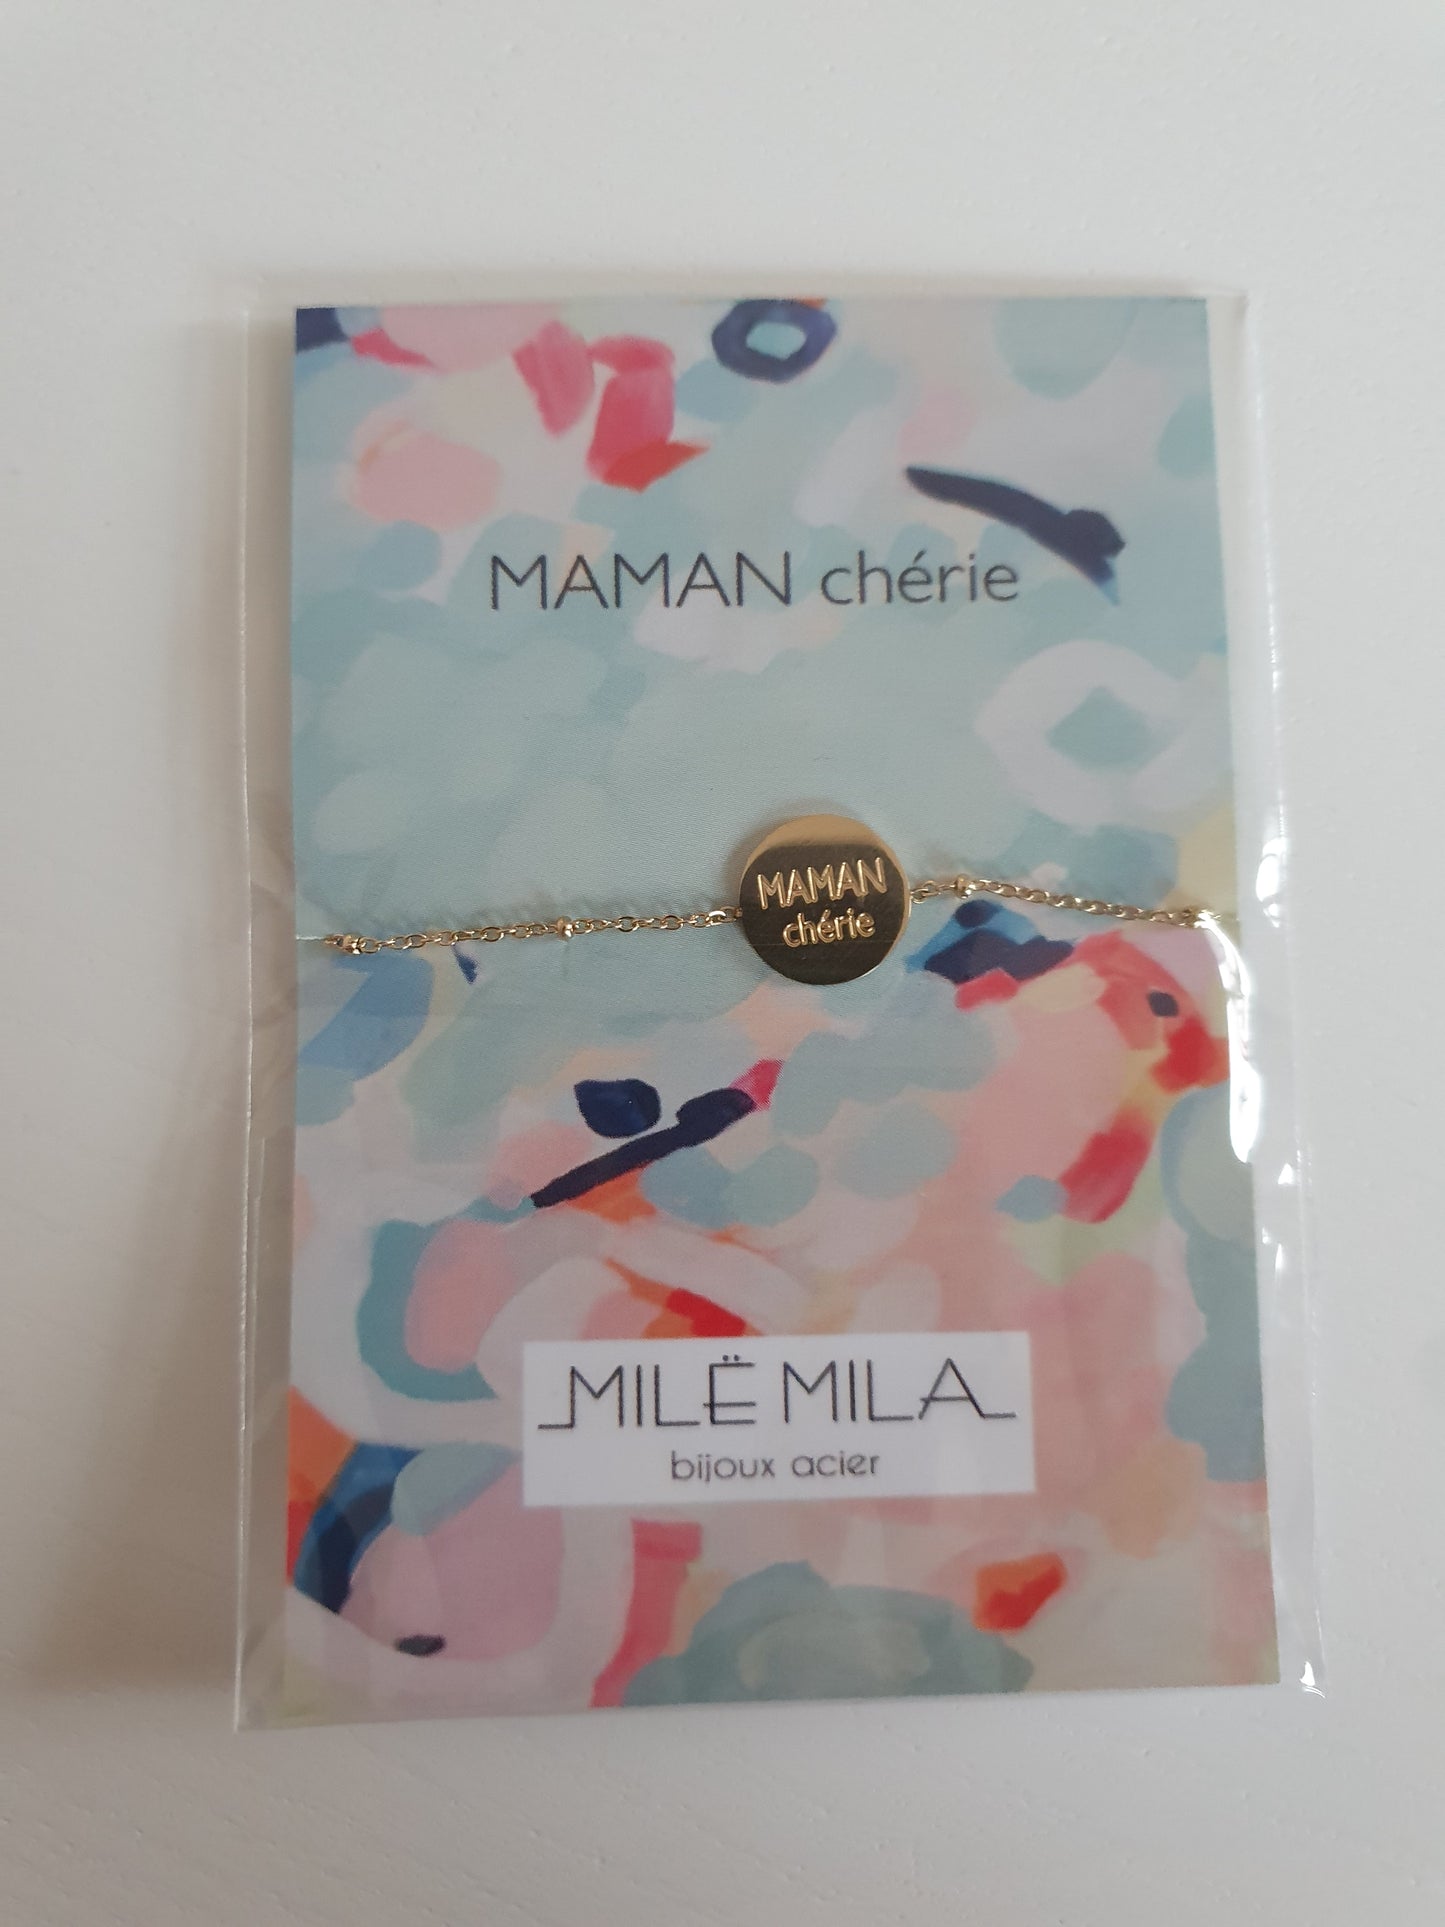 MAMAN chérie
MAMAN
chérie
MILË MILA
bijoux acier